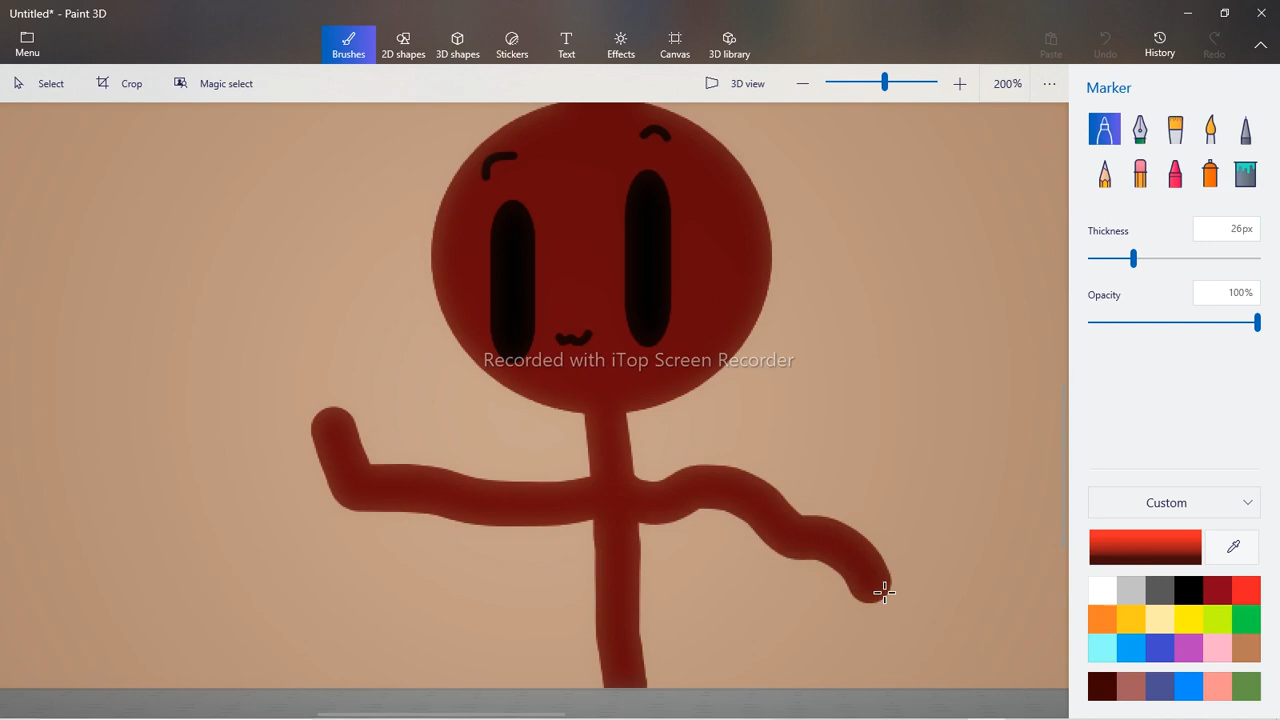 Untitled* - Paint 3D
Menu
Brushes
2D shapes
3D shapes
Stickers
Text
Effects
Canvas
3D library
Paste
Undo
History
Redo
Select
Crop
Magic select
3D view
200%
Marker
Thickness
26px
Opacity
100%
Custom
Recorded with iTop Screen Recorder